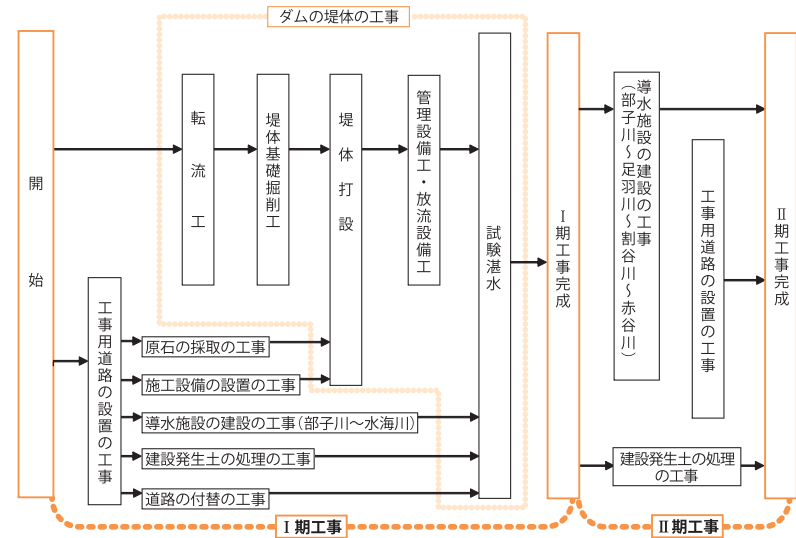 ダムの堤体の工事
開始
転流工
堤体基礎掘削工
堤体打設
管理設備工・放流設備工
試験湛水
工事用道路の設置の工事
原石の採取の工事
施工設備の設置の工事
導水施設の建設の工事（部子川～水海川）
建設発生土の処理の工事
道路の付替の工事
Ⅰ期工事
Ⅰ期工事完成
導水施設の建設の工事
（部子川～足羽川～割谷川～赤谷川）
工事用道路の設置の工事
建設発生土の処理
の工事
Ⅱ期工事
Ⅱ期工事完成